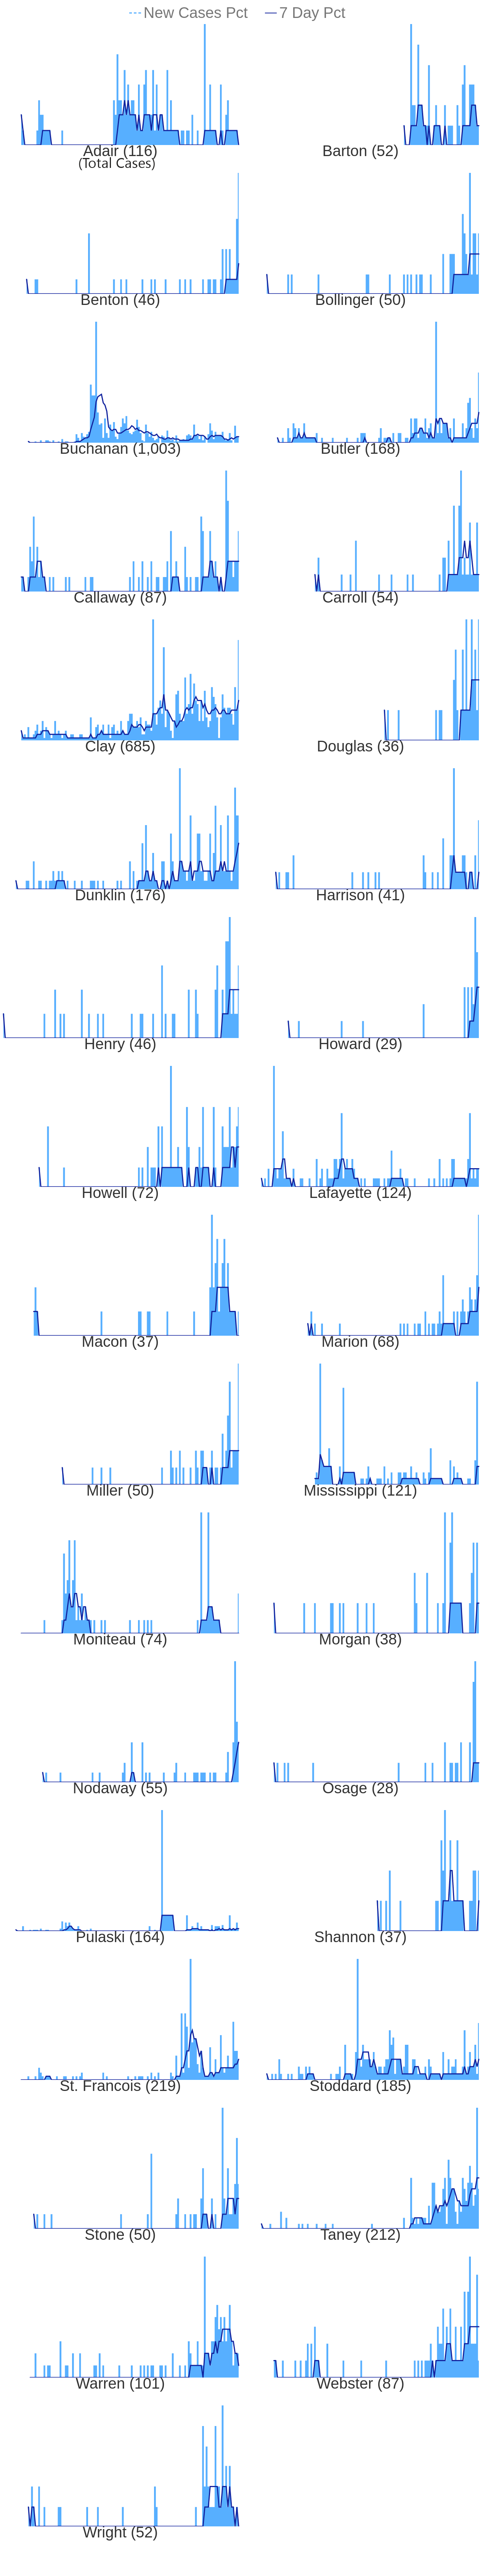 New Cases Pct 7 Day Pct
Adair (116) Barton (52)
(Total Cases)
Benton (46) Bollinger (50)
Buchanan (1,003) Butler (168)
Callaway (87) Carroll (54)
Clay (685) Douglas (36)
Dunklin (176) Harrison (41)
Henry (46) Howard (29)
Howell (72) Lafayette (124)
Macon (37) Marion (68)
Miller (50) Mississippi (121)
Moniteau (74) Morgan (38)
Nodaway (55) Osage (28)
Pulaski (164) Shannon (37)
St. Francois (219) Stoddard (185)
Stone (50) Taney (212)
Warren (101) Webster (87)
Wright (52)